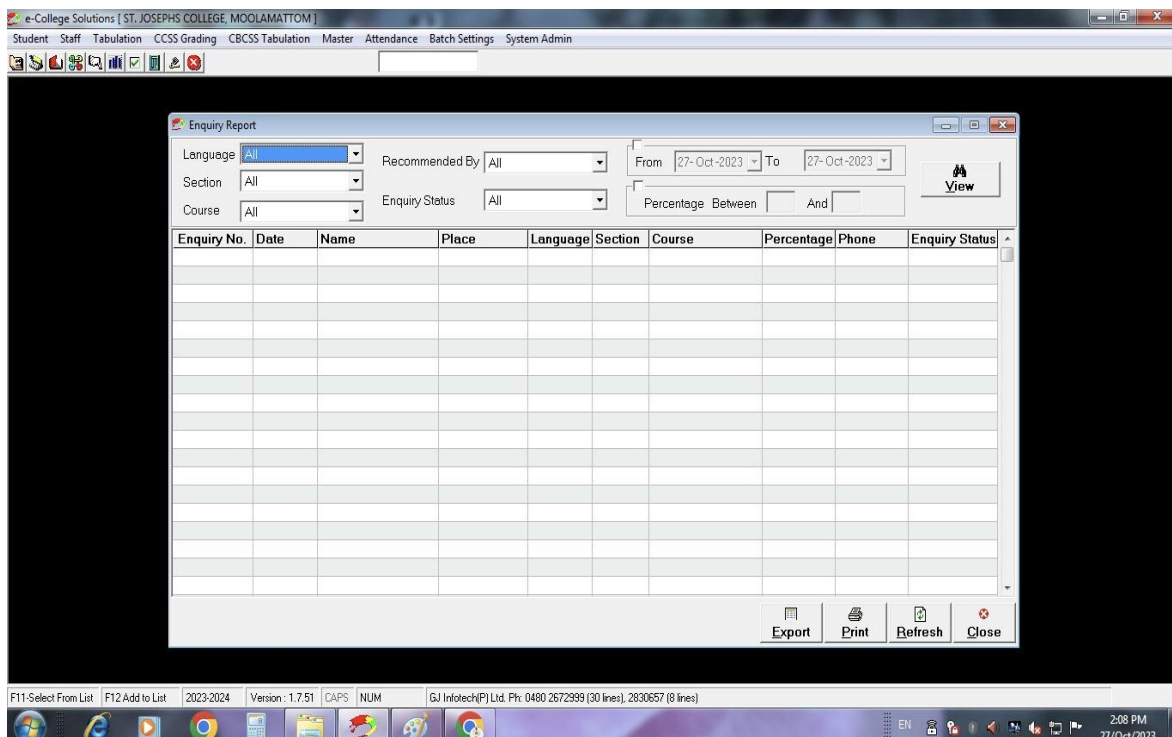 e-College Solutions [ ST. JOSEPHS COLLEGE, MOOLAMATTOM ]
Student Staff Tabulation CCSS Grading CBCSS Tabulation Master Attendance Batch Settings System Admin
Enquiry Report
Language All
Section All
Course All
Recommended By All
Enquiry Status All
From 27-Oct-2023 To 27-Oct-2023
Percentage Between And
View
Enquiry No. Date Name Place Language Section Course Percentage Phone Enquiry Status
Export Print Refresh Close
F11-Select From List F12 Add to List 2023-2024 Version : 1.7.51 CAPS NUM GJ Infotech(P) Ltd. Ph: 0480 2672999 (30 lines), 2830657 (8 lines)
EN 2:08 PM
27/Oct/2023